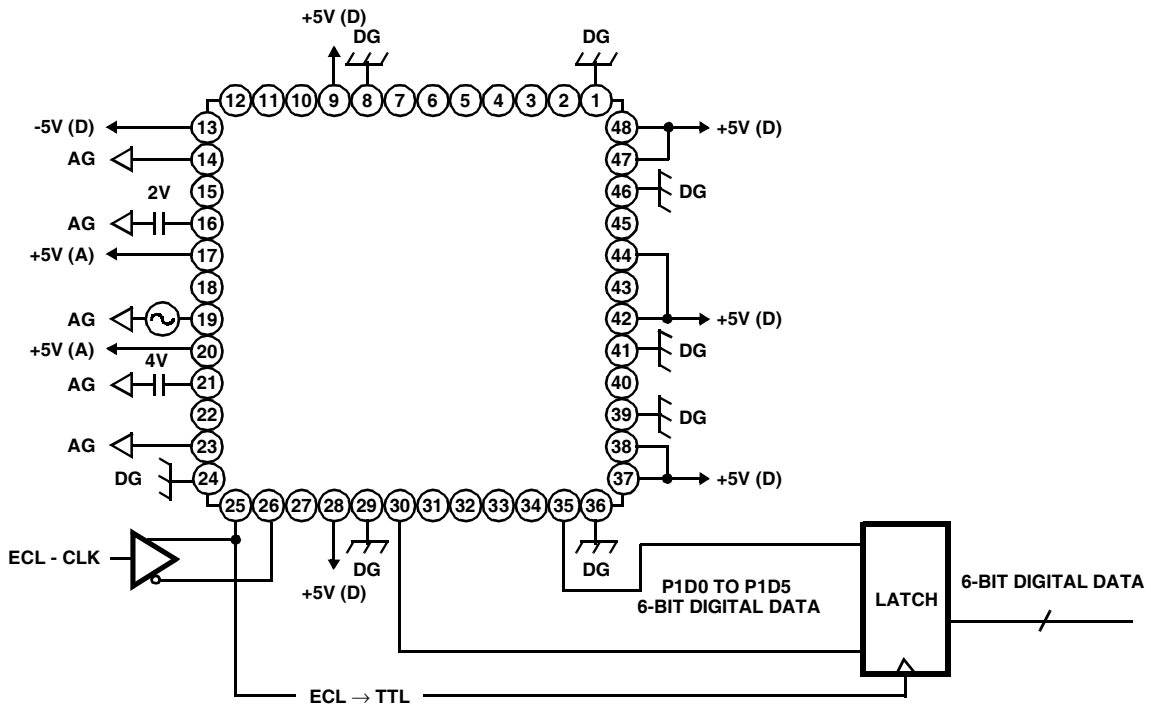 +5V (D)
DG
DG
12 11 10 9 8 7 6 5 4 3 2 1
-5V (D) 13
AG 14
15
2V
AG 16
+5V (A) 17
18
AG 19
+5V (A) 20
4V
AG 21
22
AG 23
DG 24
48 +5V (D)
47
46 DG
45
44
43
42 +5V (D)
41 DG
40
39 DG
38
37 +5V (D)
25 26 27 28 29 30 31 32 33 34 35 36
ECL - CLK
+5V (D)
DG
DG
P1D0 TO P1D5
6-BIT DIGITAL DATA
LATCH
6-BIT DIGITAL DATA
ECL → TTL